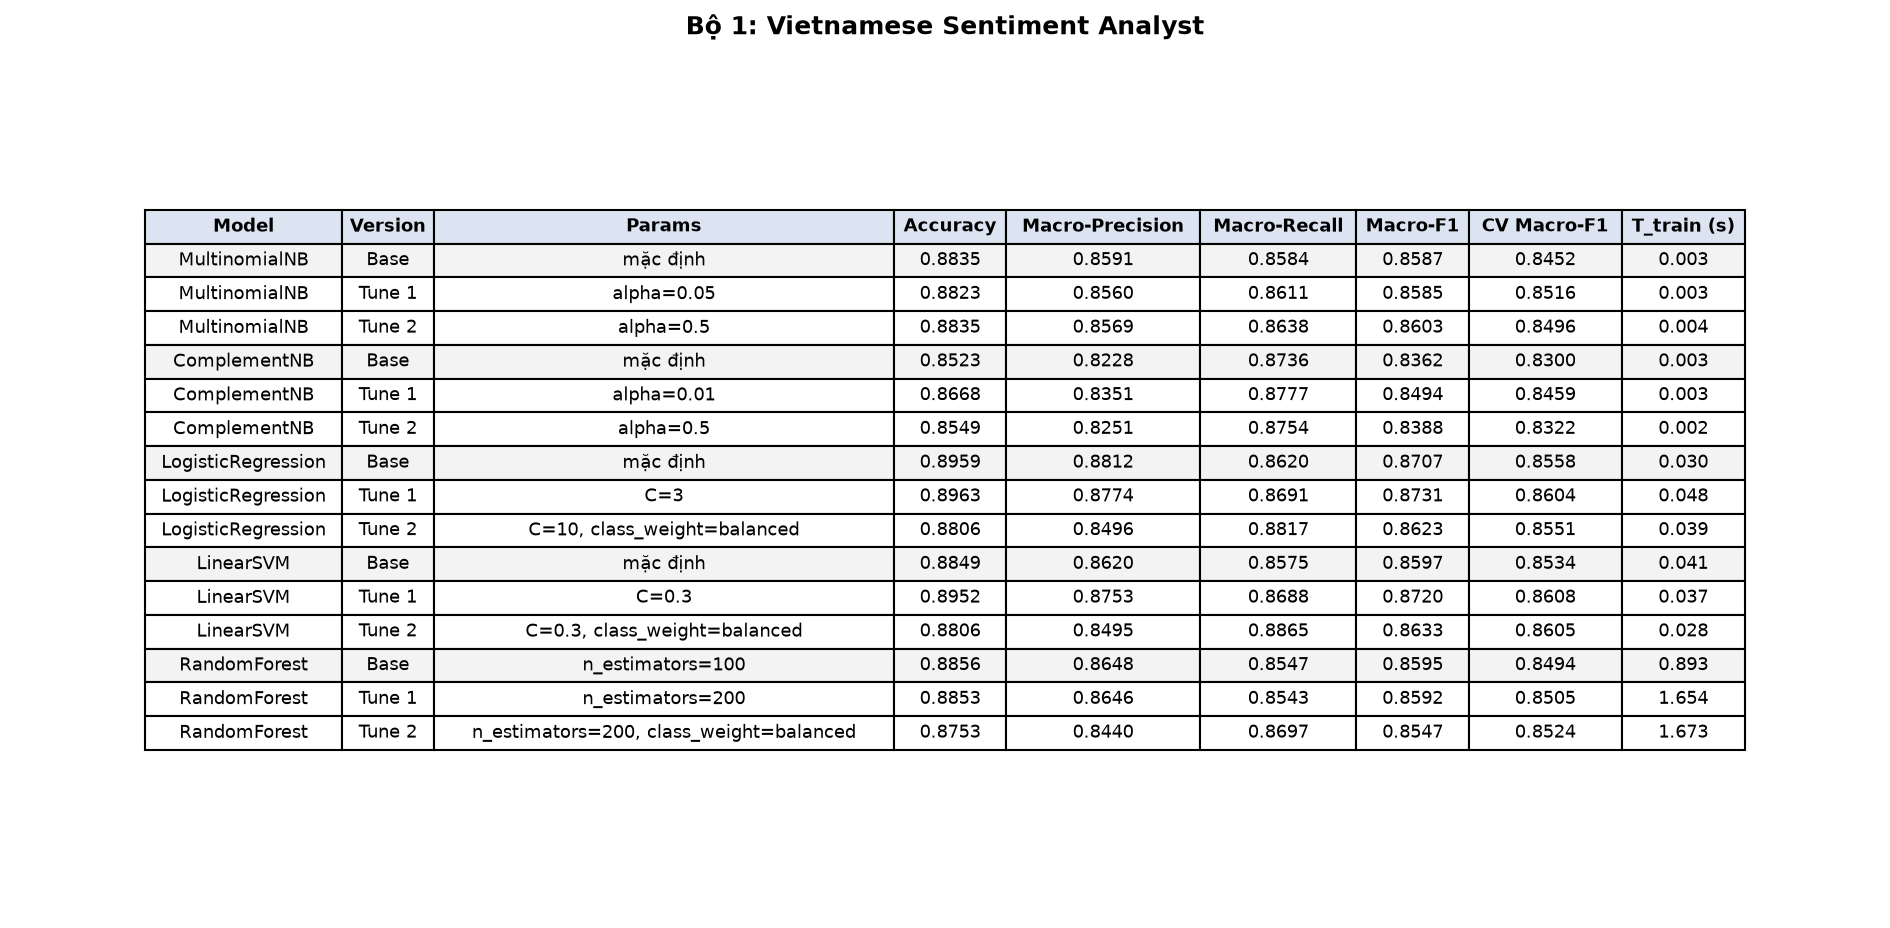 Bộ 1: Vietnamese Sentiment Analyst
Model Version Params Accuracy Macro-Precision Macro-Recall Macro-F1 CV Macro-F1 T_train (s)
MultinomialNB Base mặc định 0.8835 0.8591 0.8584 0.8587 0.8452 0.003
MultinomialNB Tune 1 alpha=0.05 0.8823 0.8560 0.8611 0.8585 0.8516 0.003
MultinomialNB Tune 2 alpha=0.5 0.8835 0.8569 0.8638 0.8603 0.8496 0.004
ComplementNB Base mặc định 0.8523 0.8228 0.8736 0.8362 0.8300 0.003
ComplementNB Tune 1 alpha=0.01 0.8668 0.8351 0.8777 0.8494 0.8459 0.003
ComplementNB Tune 2 alpha=0.5 0.8549 0.8251 0.8754 0.8388 0.8322 0.002
LogisticRegression Base mặc định 0.8959 0.8812 0.8620 0.8707 0.8558 0.030
LogisticRegression Tune 1 C=3 0.8963 0.8774 0.8691 0.8731 0.8604 0.048
LogisticRegression Tune 2 C=10, class_weight=balanced 0.8806 0.8496 0.8817 0.8623 0.8551 0.039
LinearSVM Base mặc định 0.8849 0.8620 0.8575 0.8597 0.8534 0.041
LinearSVM Tune 1 C=0.3 0.8952 0.8753 0.8688 0.8720 0.8608 0.037
LinearSVM Tune 2 C=0.3, class_weight=balanced 0.8806 0.8495 0.8865 0.8633 0.8605 0.028
RandomForest Base n_estimators=100 0.8856 0.8648 0.8547 0.8595 0.8494 0.893
RandomForest Tune 1 n_estimators=200 0.8853 0.8646 0.8543 0.8592 0.8505 1.654
RandomForest Tune 2 n_estimators=200, class_weight=balanced 0.8753 0.8440 0.8697 0.8547 0.8524 1.673